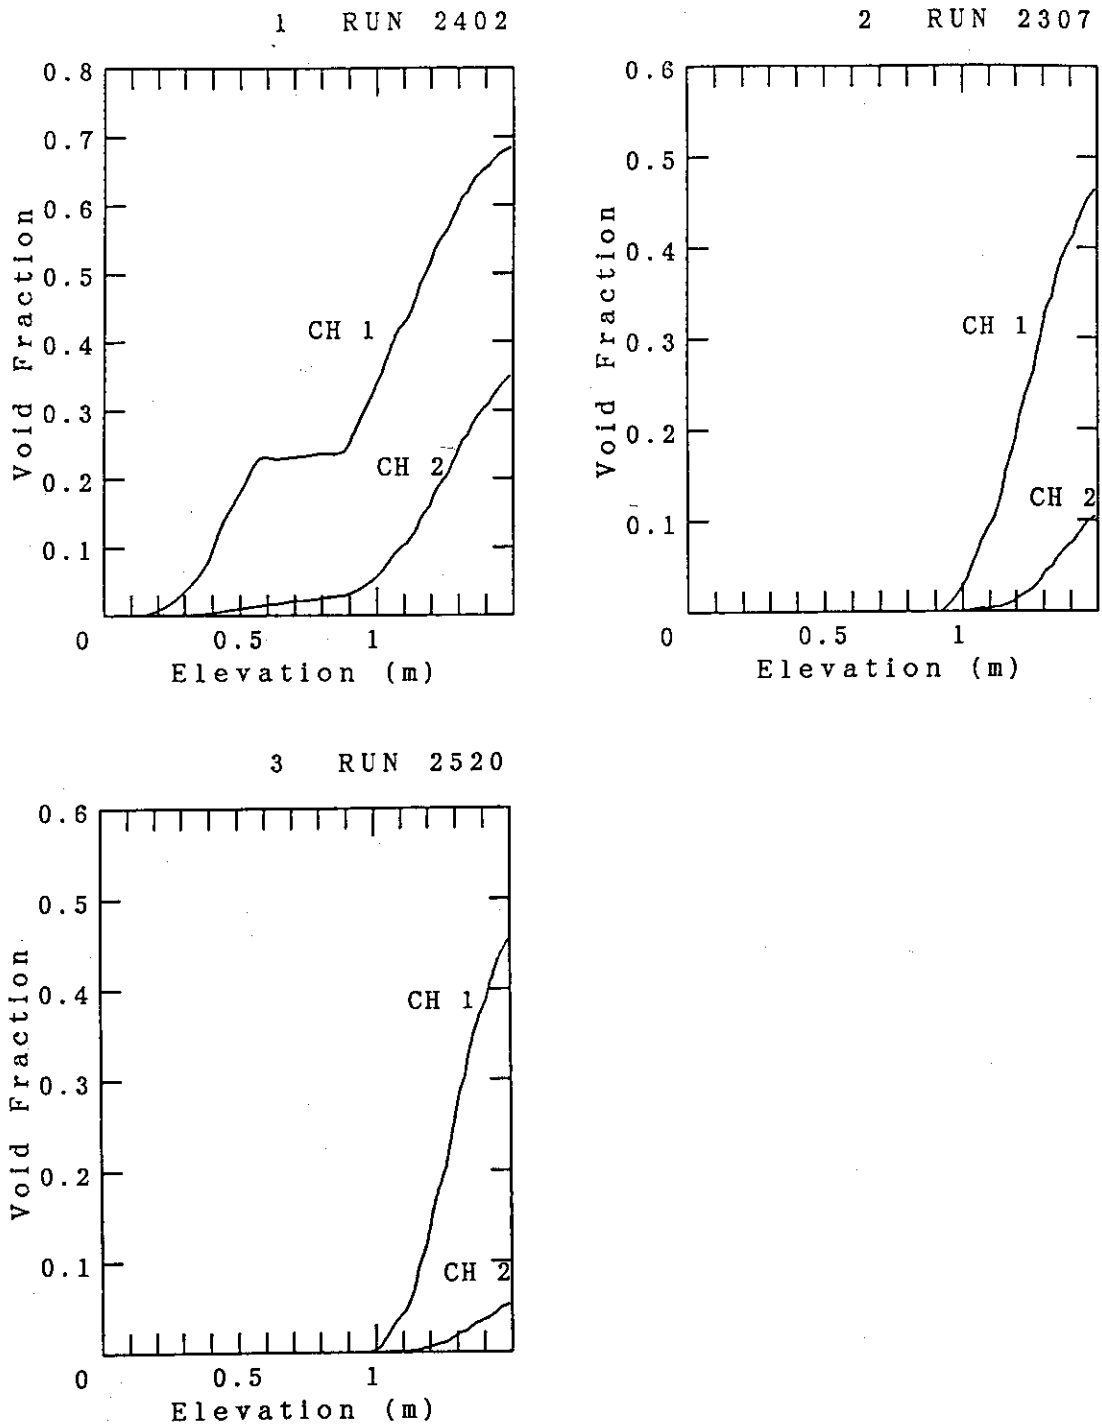 1 RUN 2402
0.8
0.7
0.6
0.5
0.4
0.3
0.2
0.1
0
0.5
1
Void Fraction
Elevation (m)
CH 1
CH 2
2 RUN 2307
0.6
0.5
0.4
0.3
0.2
0.1
0
0.5
1
Void Fraction
Elevation (m)
CH 1
CH 2
3 RUN 2520
0.6
0.5
0.4
0.3
0.2
0.1
0
0.5
1
Void Fraction
Elevation (m)
CH 1
CH 2